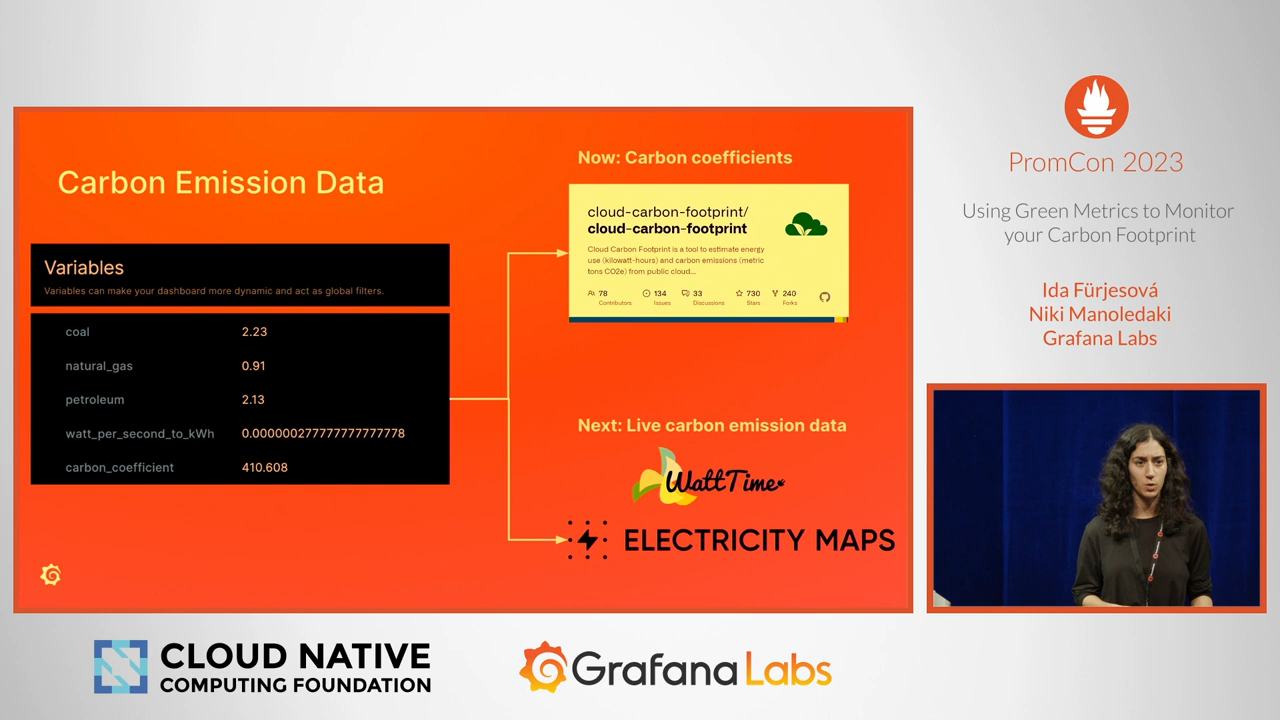 Carbon Emission Data
Variables
Variables can make your dashboard more dynamic and act as global filters.
coal 2.23
natural_gas 0.91
petroleum 2.13
watt_per_second_to_kWh 0.000000277777777777778
carbon_coefficient 410.608
Now: Carbon coefficients
cloud-carbon-footprint/
cloud-carbon-footprint
Cloud Carbon Footprint is a tool to estimate energy
use (kilowatt-hours) and carbon emissions (metric
tons CO2e) from public cloud...
78 134 33 730 240
Contributors Issues Discussions Stars Forks
Next: Live carbon emission data
WattTime
ELECTRICITY MAPS
PromCon 2023
Using Green Metrics to Monitor
your Carbon Footprint
Ida Fürjesová
Niki Manoledaki
Grafana Labs
CLOUD NATIVE
COMPUTING FOUNDATION
Grafana Labs